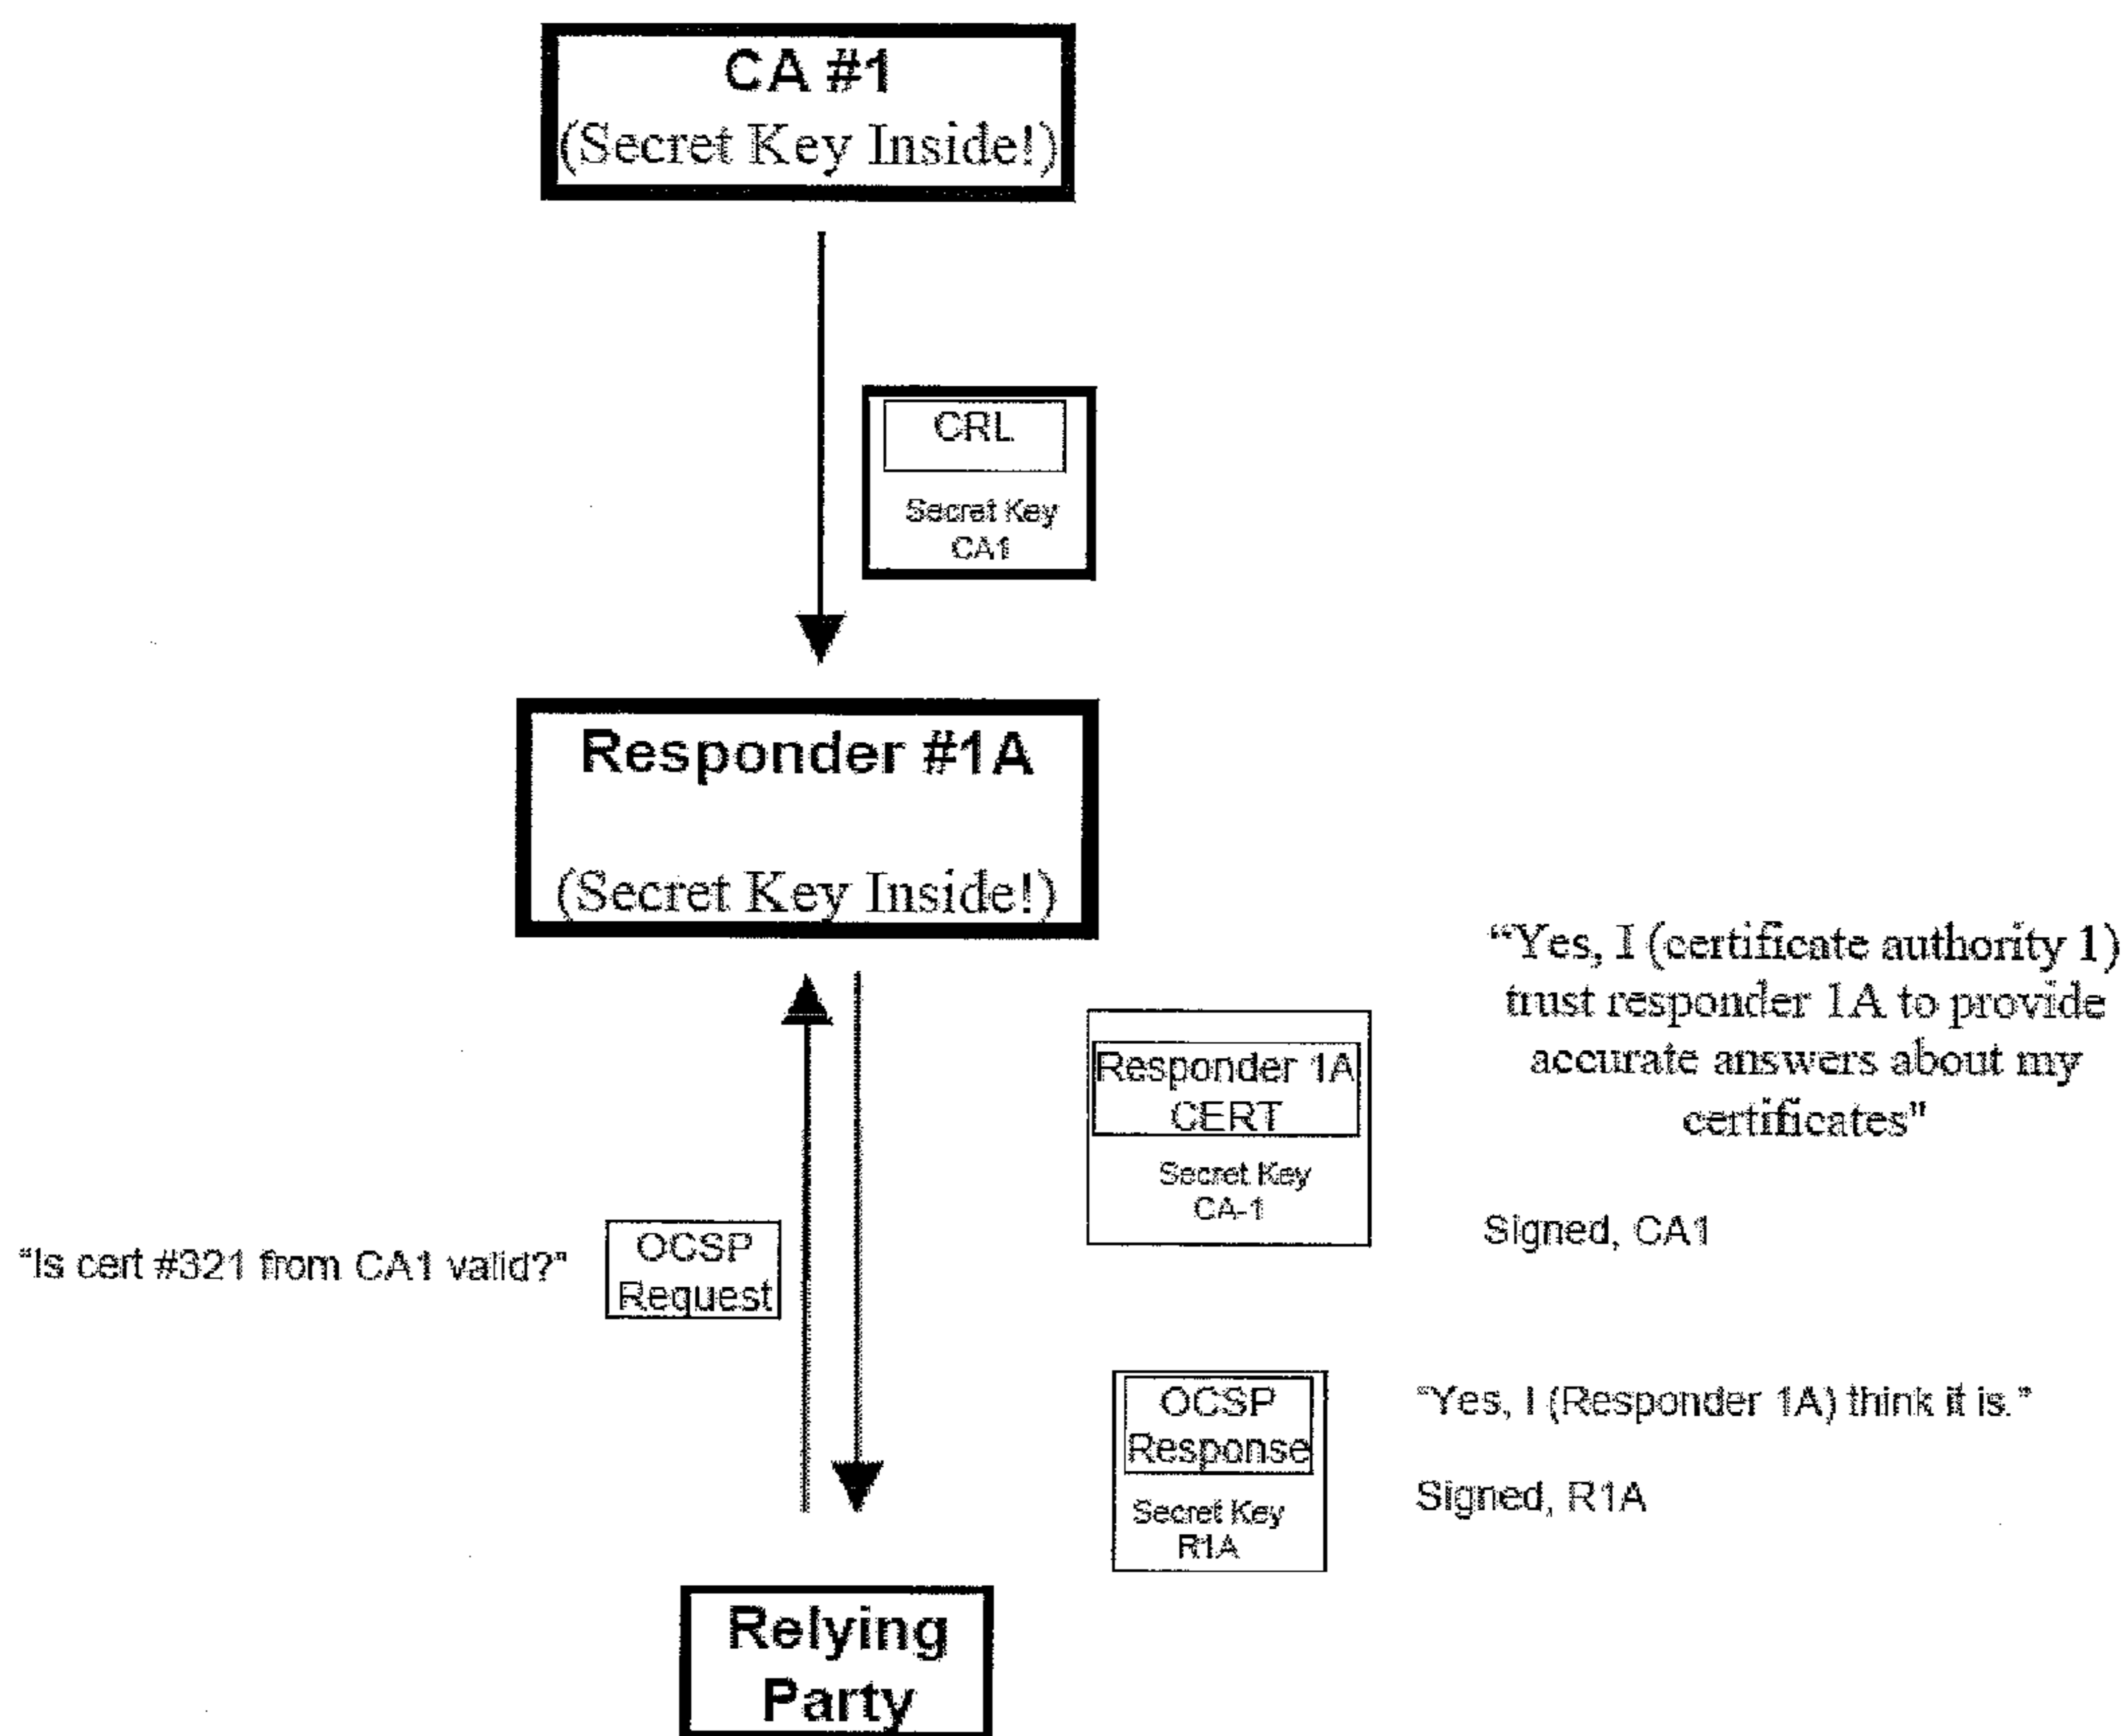 CA #1
(Secret Key Inside!)
CRL
Secret Key
CA1
Responder #1A
(Secret Key Inside!)
"Yes, I (certificate authority 1)
trust responder 1A to provide
accurate answers about my
certificates"
Responder 1A
CERT
Secret Key
CA-1
Signed, CA1
"Is cert #321 from CA1 valid?"
OCSP
Request
OCSP
Response
Secret Key
R1A
"Yes, I (Responder 1A) think it is."
Signed, R1A
Relying
Party